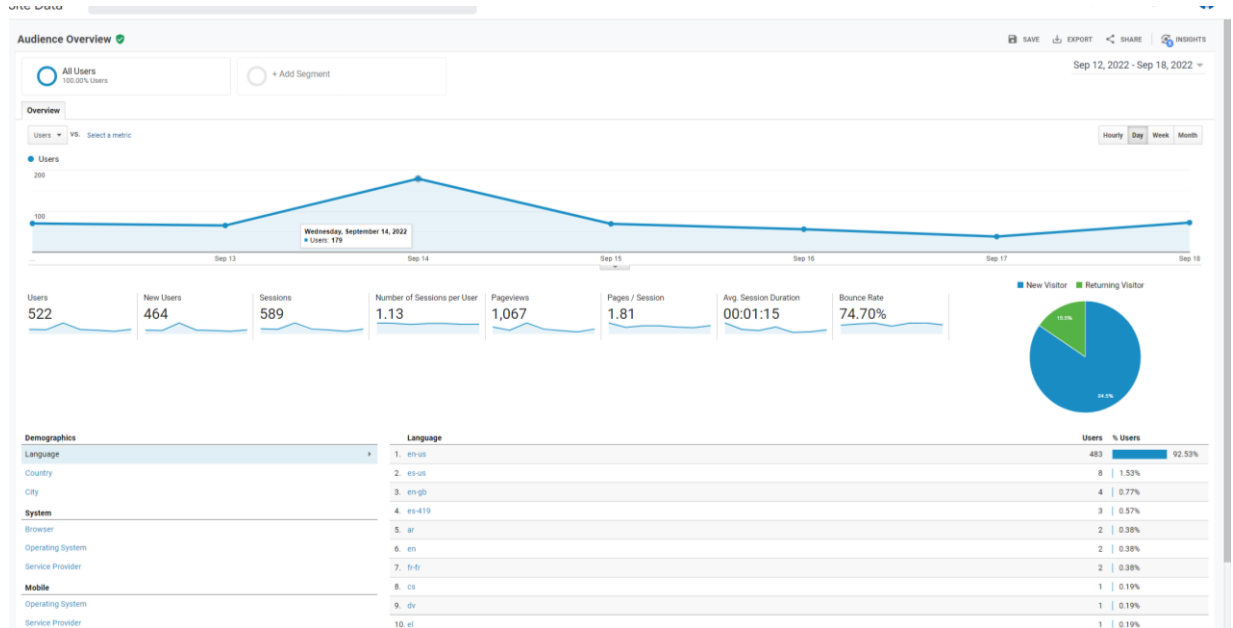 Site Data
Audience Overview
SAVE EXPORT SHARE INSIGHTS
All Users
100.00% Users
+ Add Segment
Sep 12, 2022 - Sep 18, 2022
Overview
Users VS. Select a metric
Hourly Day Week Month
Users
200
100
Wednesday, September 14, 2022
Users: 179
... Sep 13 Sep 14 Sep 15 Sep 16 Sep 17 Sep 18
New Visitor Returning Visitor
Users New Users Sessions Number of Sessions per User Pageviews Pages / Session Avg. Session Duration Bounce Rate
522 464 589 1.13 1,067 1.81 00:01:15 74.70%
15.5%
84.5%
Demographics Language Users % Users
Language 1. en-us 483 92.53%
Country 2. es-us 8 1.53%
City 3. en-gb 4 0.77%
System 4. es-419 3 0.57%
Browser 5. ar 2 0.38%
Operating System 6. en 2 0.38%
Service Provider 7. fr-fr 2 0.38%
Mobile 8. cs 1 0.19%
Operating System 9. dv 1 0.19%
Service Provider 10. el 1 0.19%